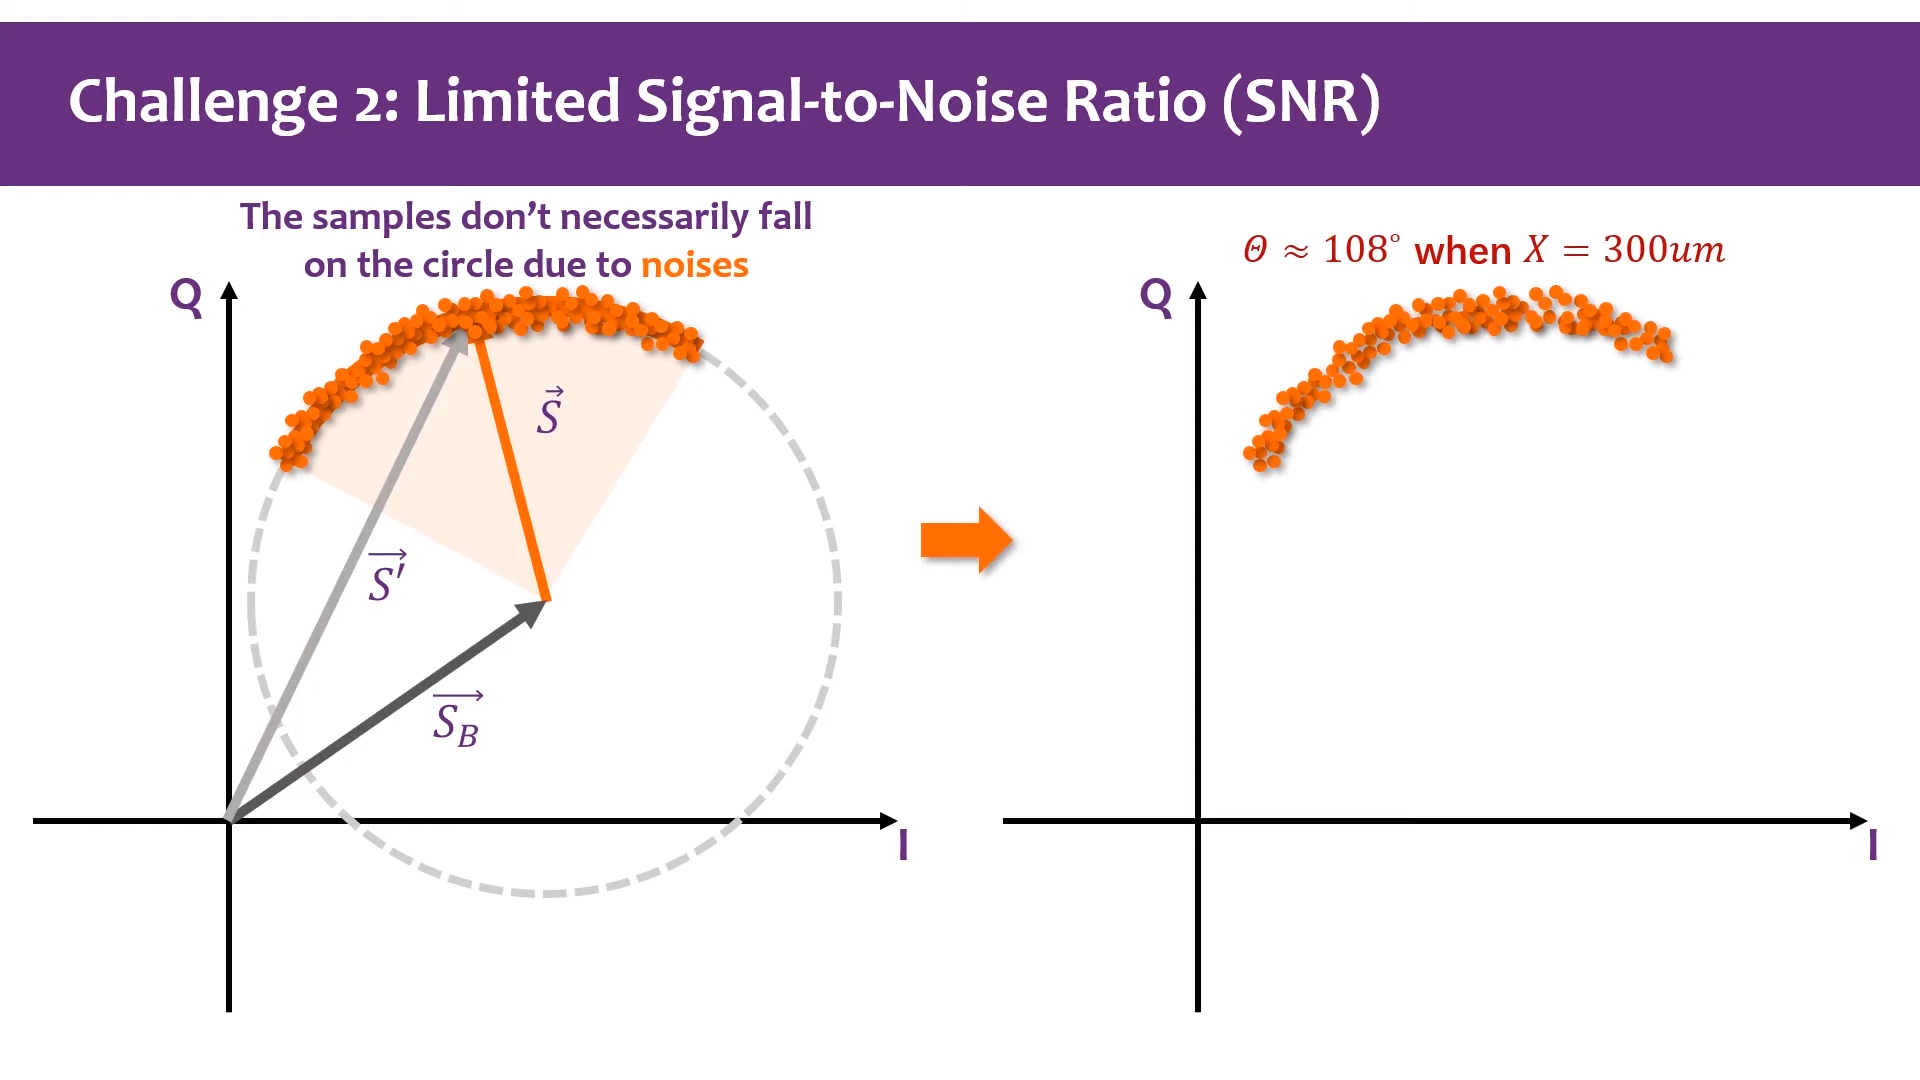 Challenge 2: Limited Signal-to-Noise Ratio (SNR)
The samples don’t necessarily fall
on the circle due to noises
Θ ≈ 108° when X = 300um
Q
S⃗
S'⃗
S_B⃗
I
Q
I